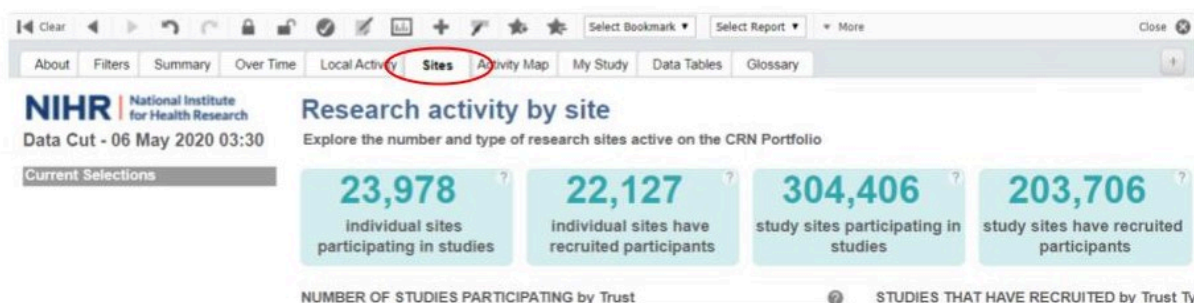 Clear
Select Bookmark
Select Report
More
Close
About
Filters
Summary
Over Time
Local Activity
Sites
Activity Map
My Study
Data Tables
Glossary
NIHR | National Institute
for Health Research
Data Cut - 06 May 2020 03:30
Current Selections
Research activity by site
Explore the number and type of research sites active on the CRN Portfolio
23,978
individual sites
participating in studies
22,127
individual sites have
recruited participants
304,406
study sites participating in
studies
203,706
study sites have recruited
participants
NUMBER OF STUDIES PARTICIPATING by Trust
STUDIES THAT HAVE RECRUITED by Trust Ty